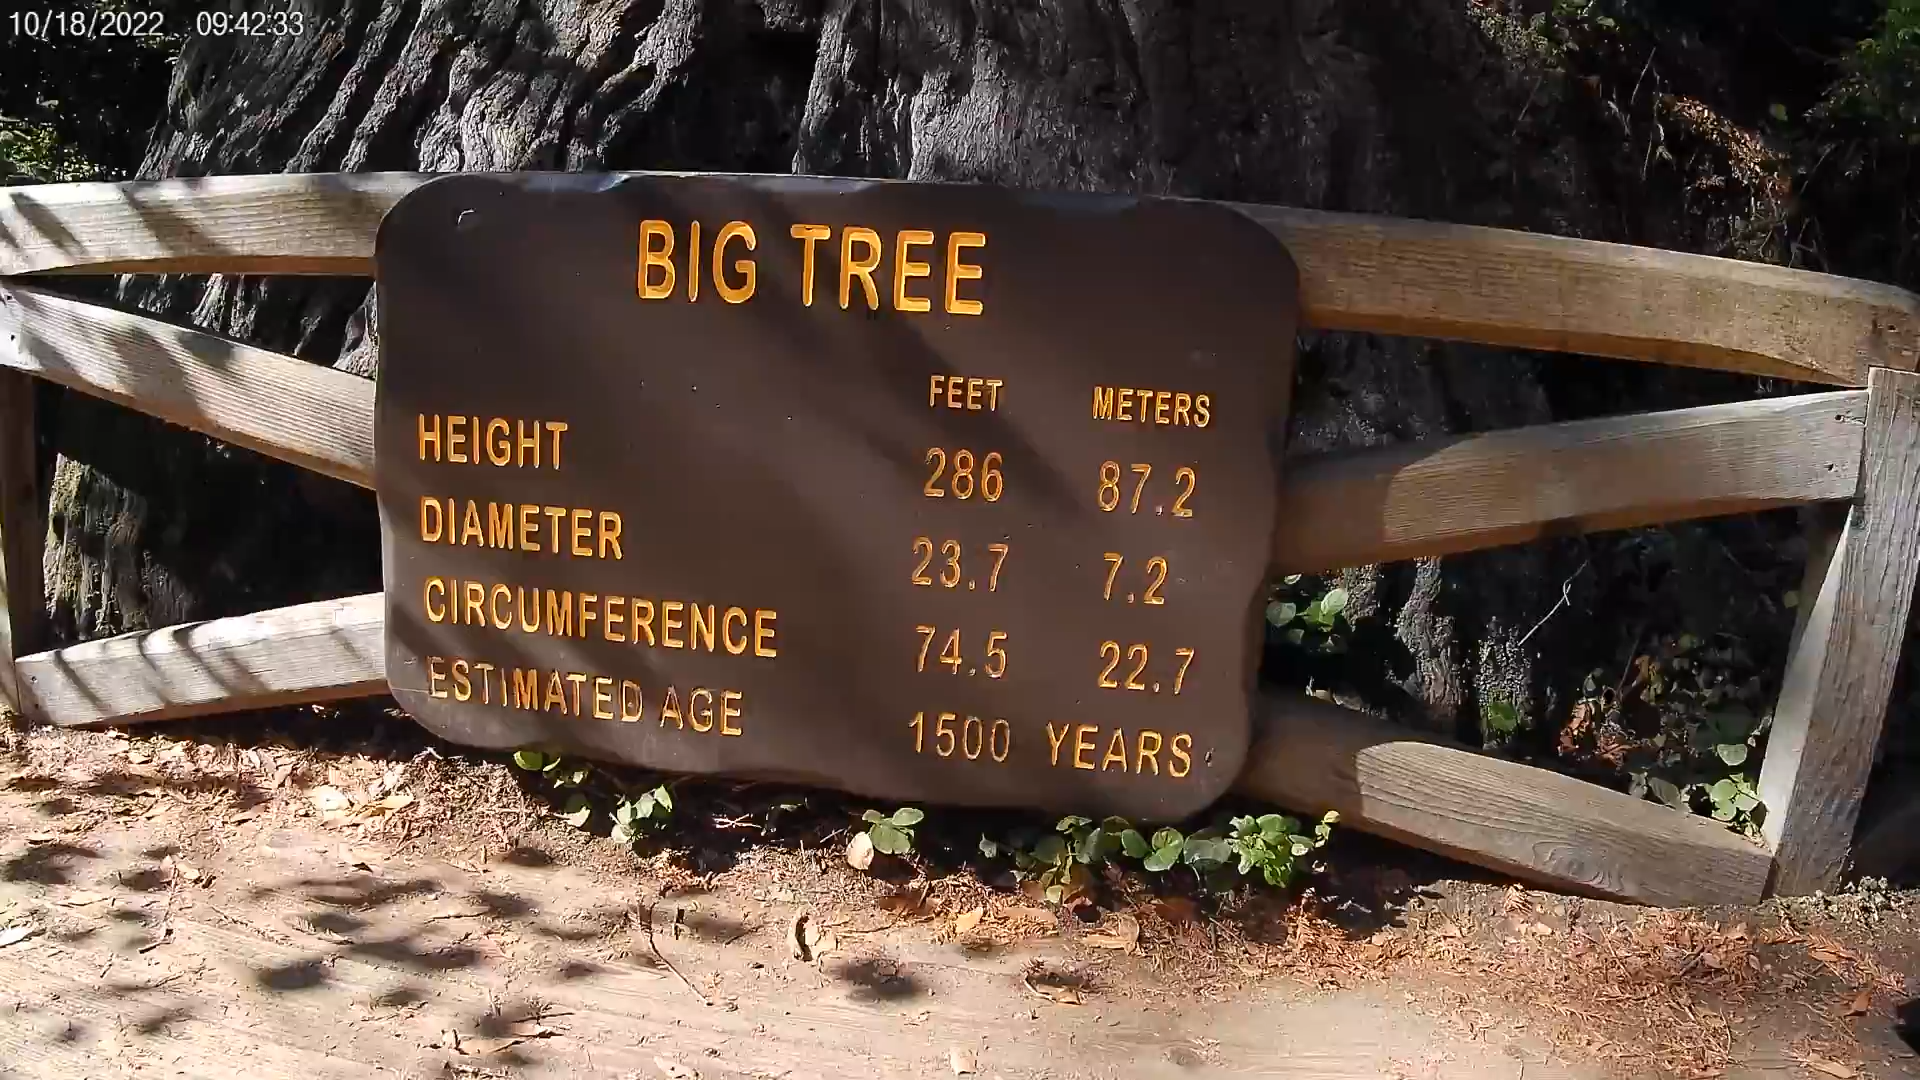 10/18/2022 09:42:33
BIG TREE
FEET METERS
HEIGHT 286 87.2
DIAMETER 23.7 7.2
CIRCUMFERENCE 74.5 22.7
ESTIMATED AGE 1500 YEARS